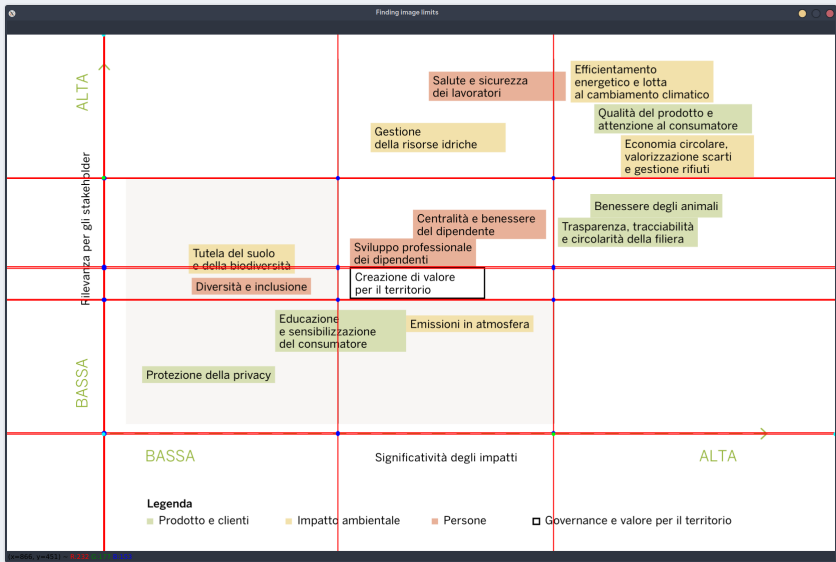 Finding image limits
ALTA
Rilevanza per gli stakeholder
BASSA
Salute e sicurezza
dei lavoratori
Efficientamento
energetico e lotta
al cambiamento climatico
Qualità del prodotto e
attenzione al consumatore
Gestione
della risorse idriche
Economia circolare,
valorizzazione scarti
e gestione rifiuti
Benessere degli animali
Centralità e benessere
del dipendente
Trasparenza, tracciabilità
e circolarità della filiera
Sviluppo professionale
dei dipendenti
Tutela del suolo
e della biodiversità
Creazione di valore
per il territorio
Diversità e inclusione
Educazione
e sensibilizzazione
del consumatore
Emissioni in atmosfera
Protezione della privacy
BASSA
Significatività degli impatti
ALTA
Legenda
Prodotto e clienti
Impatto ambientale
Persone
Governance e valore per il territorio
(x=866, y=451) ~